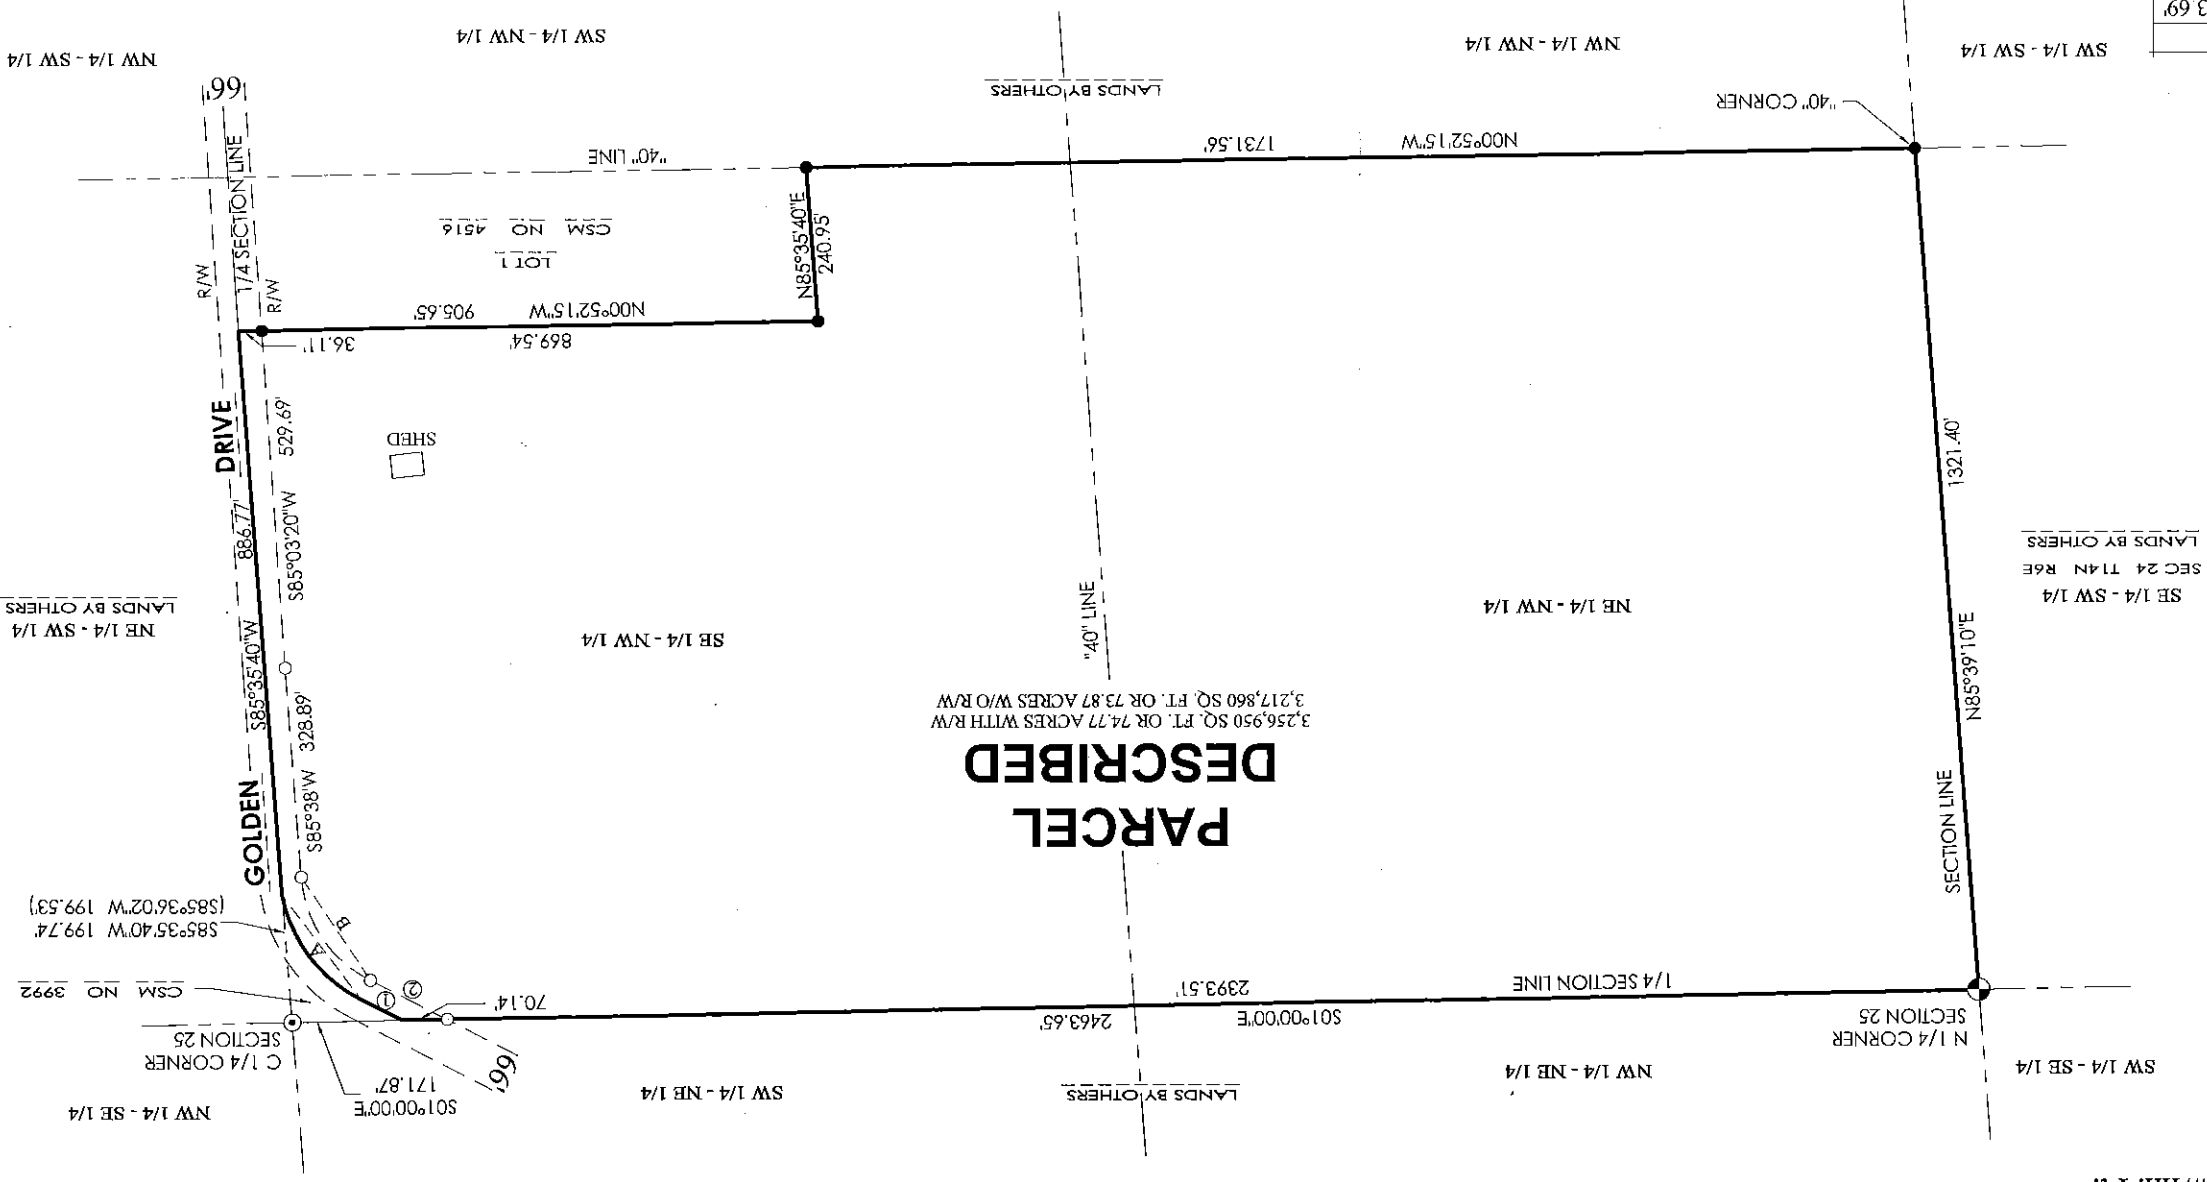 NW 1/4 - SE 1/4
SW 1/4 - NE 1/4
LANDS BY OTHERS
NW 1/4 - NE 1/4
SW 1/4 - SE 1/4
S01°00'00"E
171.87'
C 1/4 CORNER
SECTION 25
66'
N 1/4 CORNER
SECTION 25
CSM NO 3992
70.14'
2463.65'
S01°00'00"E
2393.51'
1/4 SECTION LINE
1
2
A
B
S85°35'40"W 199.74'
(S85°36'02"W 199.53')
PARCEL
DESCRIBED
3,256,950 SQ. FT. OR 74.77 ACRES WITH R/W
3,217,860 SQ. FT. OR 73.87 ACRES W/O R/W
GOLDEN DRIVE
S85°35'40"W 886.77'
S85°38'W 328.89'
S85°03'20"W 529.69'
SECTION LINE
N85°39'10"E 1321.40'
"40" LINE
NE 1/4 - SW 1/4
LANDS BY OTHERS
SE 1/4 - NW 1/4
NE 1/4 - NW 1/4
SE 1/4 - SW 1/4
SEC 24 T14N R6E
LANDS BY OTHERS
SHED
36.11'
869.54'
N00°52'15"W 905.65'
LOT 1
CSM NO 4516
N85°35'40"E
240.95'
R/W
1/4 SECTION LINE
R/W
"40" LINE
1731.56'
N00°52'15"W
"40" CORNER
LANDS BY OTHERS
66'
NW 1/4 - SW 1/4
SW 1/4 - NW 1/4
NW 1/4 - NW 1/4
SW 1/4 - SW 1/4
3.69'